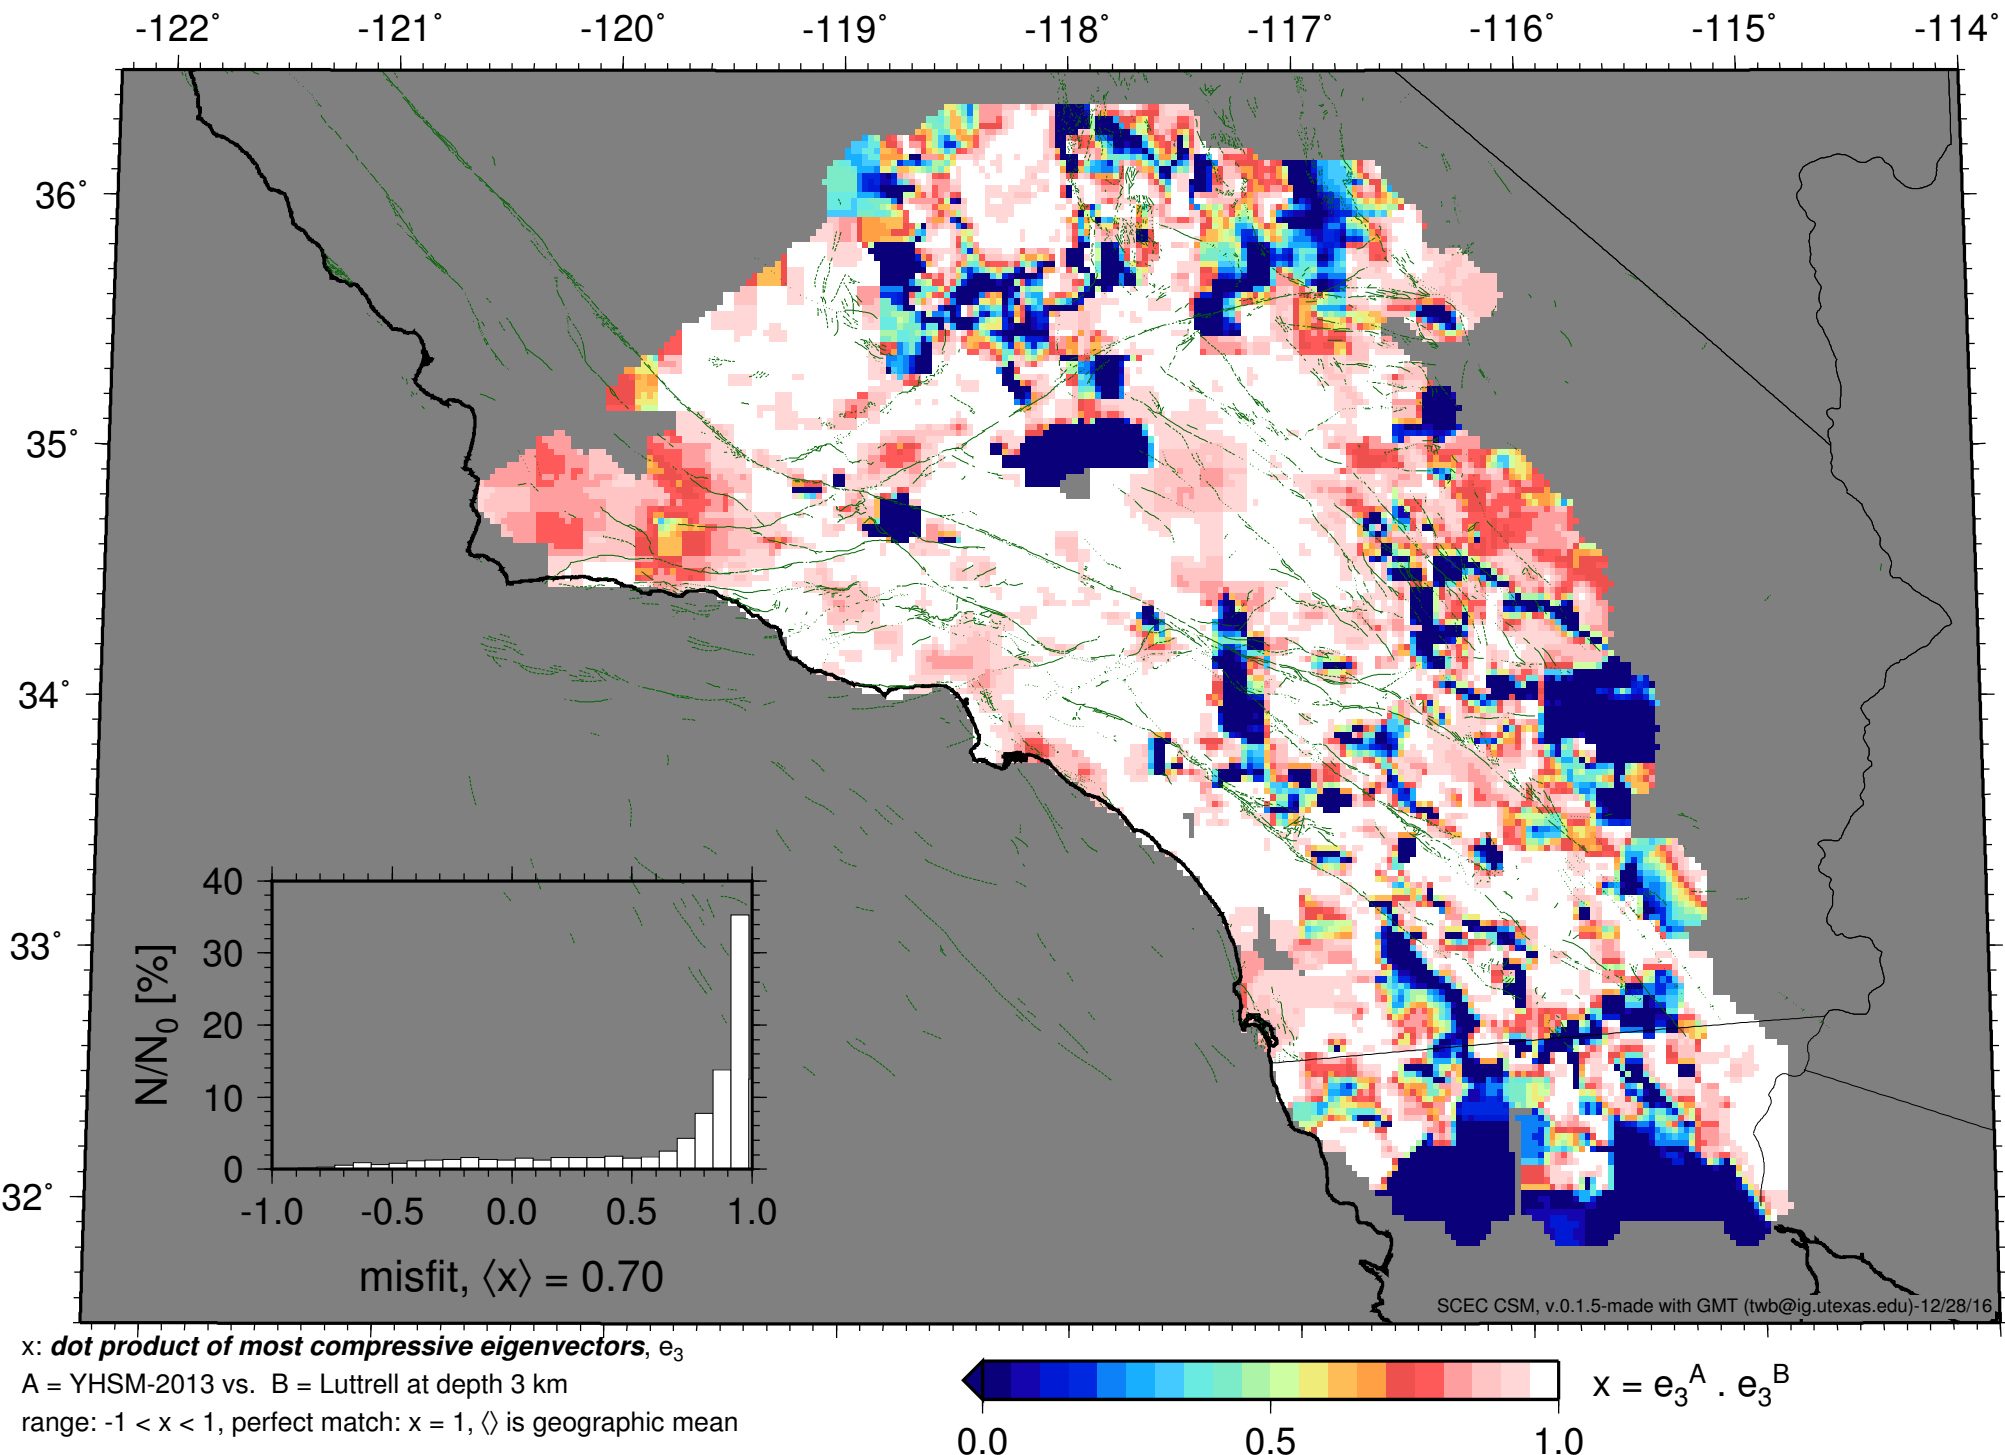 -122˚ -121˚ -120˚ -119˚ -118˚ -117˚ -116˚ -115˚ -114˚
36˚
35˚
34˚
33˚
32˚
N/N₀ [%]
40
30
20
10
0
-1.0 -0.5 0.0 0.5 1.0
misfit, ⟨x⟩ = 0.70
SCEC CSM, v.0.1.5-made with GMT (twb@ig.utexas.edu)-12/28/16
x: dot product of most compressive eigenvectors, e₃
A = YHSM-2013 vs. B = Luttrell at depth 3 km
range: -1 < x < 1, perfect match: x = 1, ⟨⟩ is geographic mean
x = e₃ᴬ . e₃ᴮ
0.0 0.5 1.0